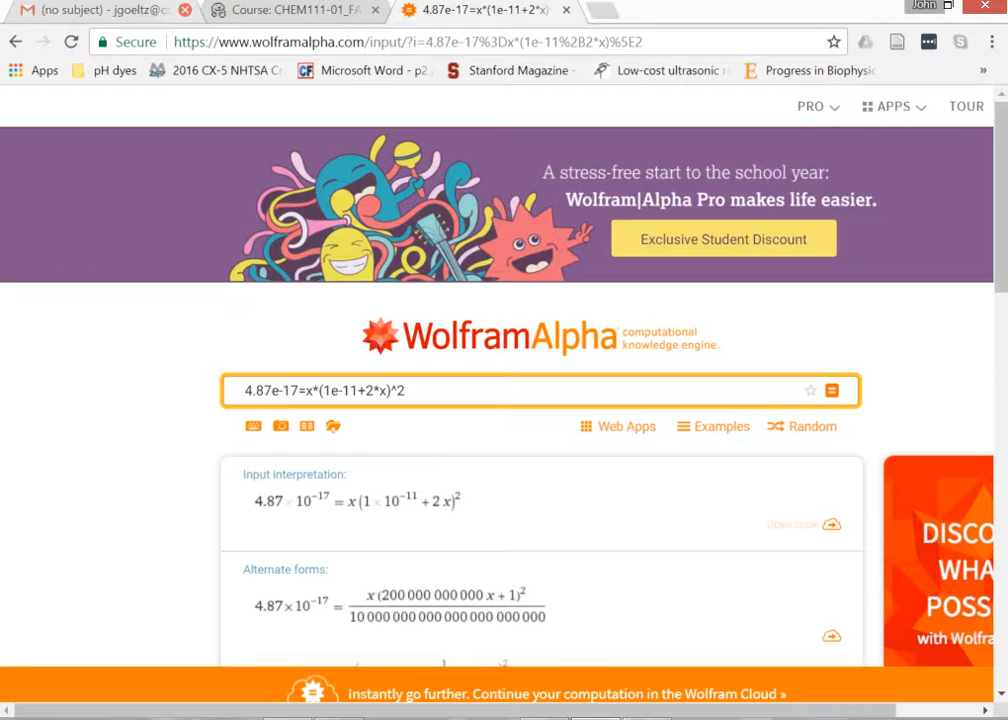 John
(no subject) - jgoeltz@cs
Course: CHEM111-01_FA
4.87e-17=x*(1e-11+2*x)^
Secure
https://www.wolframalpha.com/input/?i=4.87e-17%3Dx*(1e-11%2B2*x)%5E2
Apps pH dyes 2016 CX-5 NHTSA Cr Microsoft Word - p2. Stanford Magazine - Low-cost ultrasonic r Progress in Biophysic »
PRO APPS TOUR
A stress-free start to the school year:
Wolfram|Alpha Pro makes life easier.
Exclusive Student Discount
WolframAlpha computational
knowledge engine.
4.87e-17=x*(1e-11+2*x)^2
Web Apps Examples Random
Input interpretation:
4.87×10^-17 = x (1×10^-11 + 2 x)^2
Open code
Alternate forms:
4.87×10^-17 = x (200 000 000 000 x + 1)^2 / 10 000 000 000 000 000 000 000
DISCO
WHA
POSS
with Wolfra
Instantly go further. Continue your computation in the Wolfram Cloud »